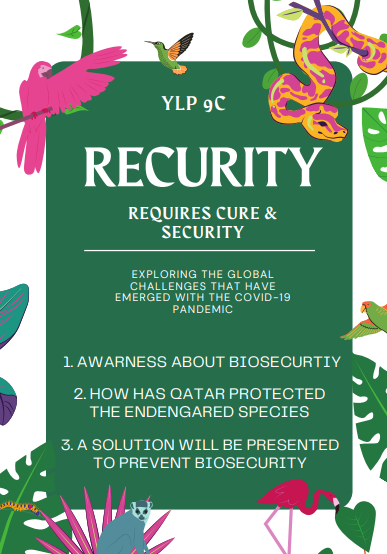 YLP 9C
RECURITY
REQUIRES CURE &
SECURITY
EXPLORING THE GLOBAL
CHALLENGES THAT HAVE
EMERGED WITH THE COVID-19
PANDEMIC
1. AWARNESS ABOUT BIOSECURTIY
2. HOW HAS QATAR PROTECTED
THE ENDENGARED SPECIES
3. A SOLUTION WILL BE PRESENTED
TO PREVENT BIOSECURITY